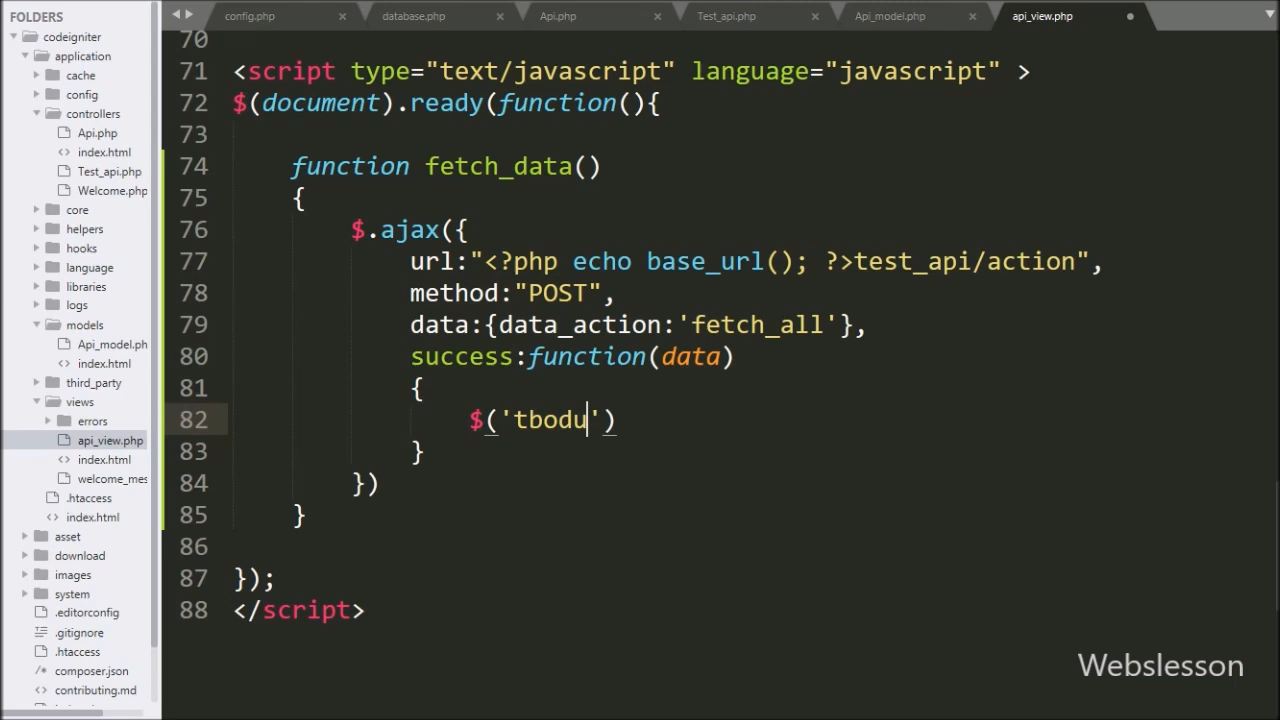 FOLDERS
codeigniter
application
cache
config
controllers
Api.php
index.html
Test_api.php
Welcome.php
core
helpers
hooks
language
libraries
logs
models
Api_model.ph
index.html
third_party
views
errors
api_view.php
index.html
welcome_mes
.htaccess
index.html
asset
download
images
system
.editorconfig
.gitignore
.htaccess
composer.json
contributing.md
config.php
database.php
Api.php
Test_api.php
Api_model.php
api_view.php
70
71 <script type="text/javascript" language="javascript" >
72 $(document).ready(function(){
73
74 function fetch_data()
75 {
76 $.ajax({
77 url:"<?php echo base_url(); ?>test_api/action",
78 method:"POST",
79 data:{data_action:'fetch_all'},
80 success:function(data)
81 {
82 $('tbodu')
83 }
84 })
85 }
86
87 });
88 </script>
Webslesson